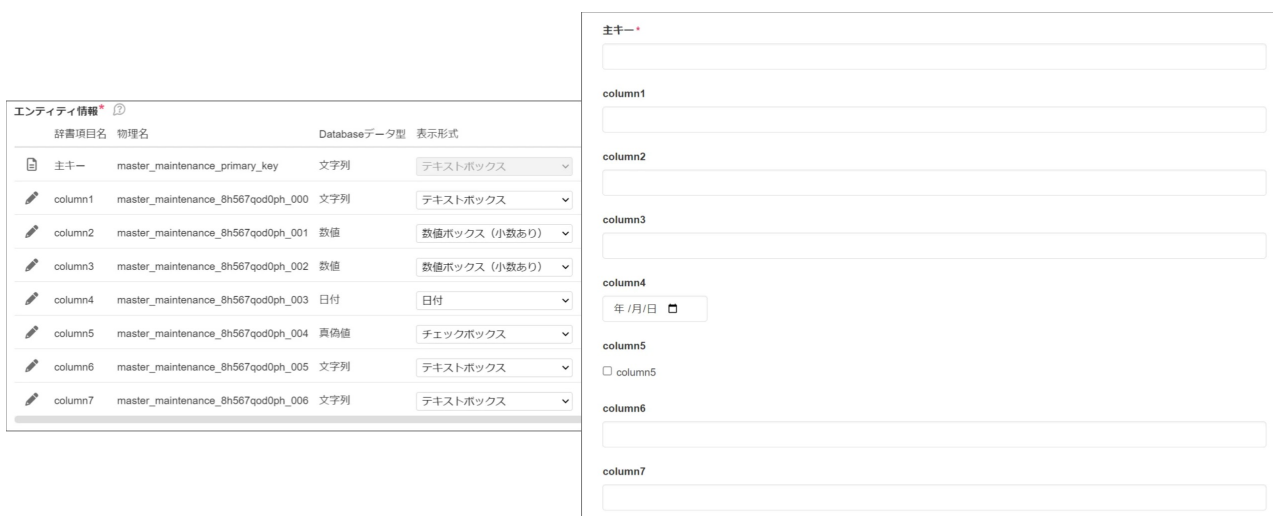 エンティティ情報*
辞書項目名 物理名 Databaseデータ型 表示形式
主キー master_maintenance_primary_key 文字列 テキストボックス
column1 master_maintenance_8h567qod0ph_000 文字列 テキストボックス
column2 master_maintenance_8h567qod0ph_001 数値 数値ボックス（小数あり）
column3 master_maintenance_8h567qod0ph_002 数値 数値ボックス（小数あり）
column4 master_maintenance_8h567qod0ph_003 日付 日付
column5 master_maintenance_8h567qod0ph_004 真偽値 チェックボックス
column6 master_maintenance_8h567qod0ph_005 文字列 テキストボックス
column7 master_maintenance_8h567qod0ph_006 文字列 テキストボックス
主キー*
column1
column2
column3
column4
年 /月/日
column5
column5
column6
column7